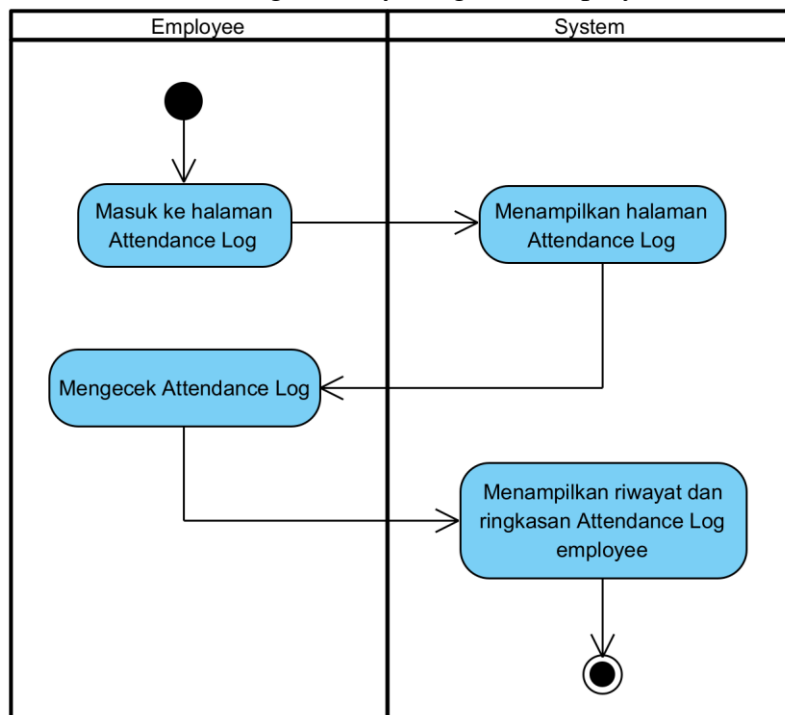 Employee
System
Masuk ke halaman
Attendance Log
Menampilkan halaman
Attendance Log
Mengecek Attendance Log
Menampilkan riwayat dan
ringkasan Attendance Log
employee